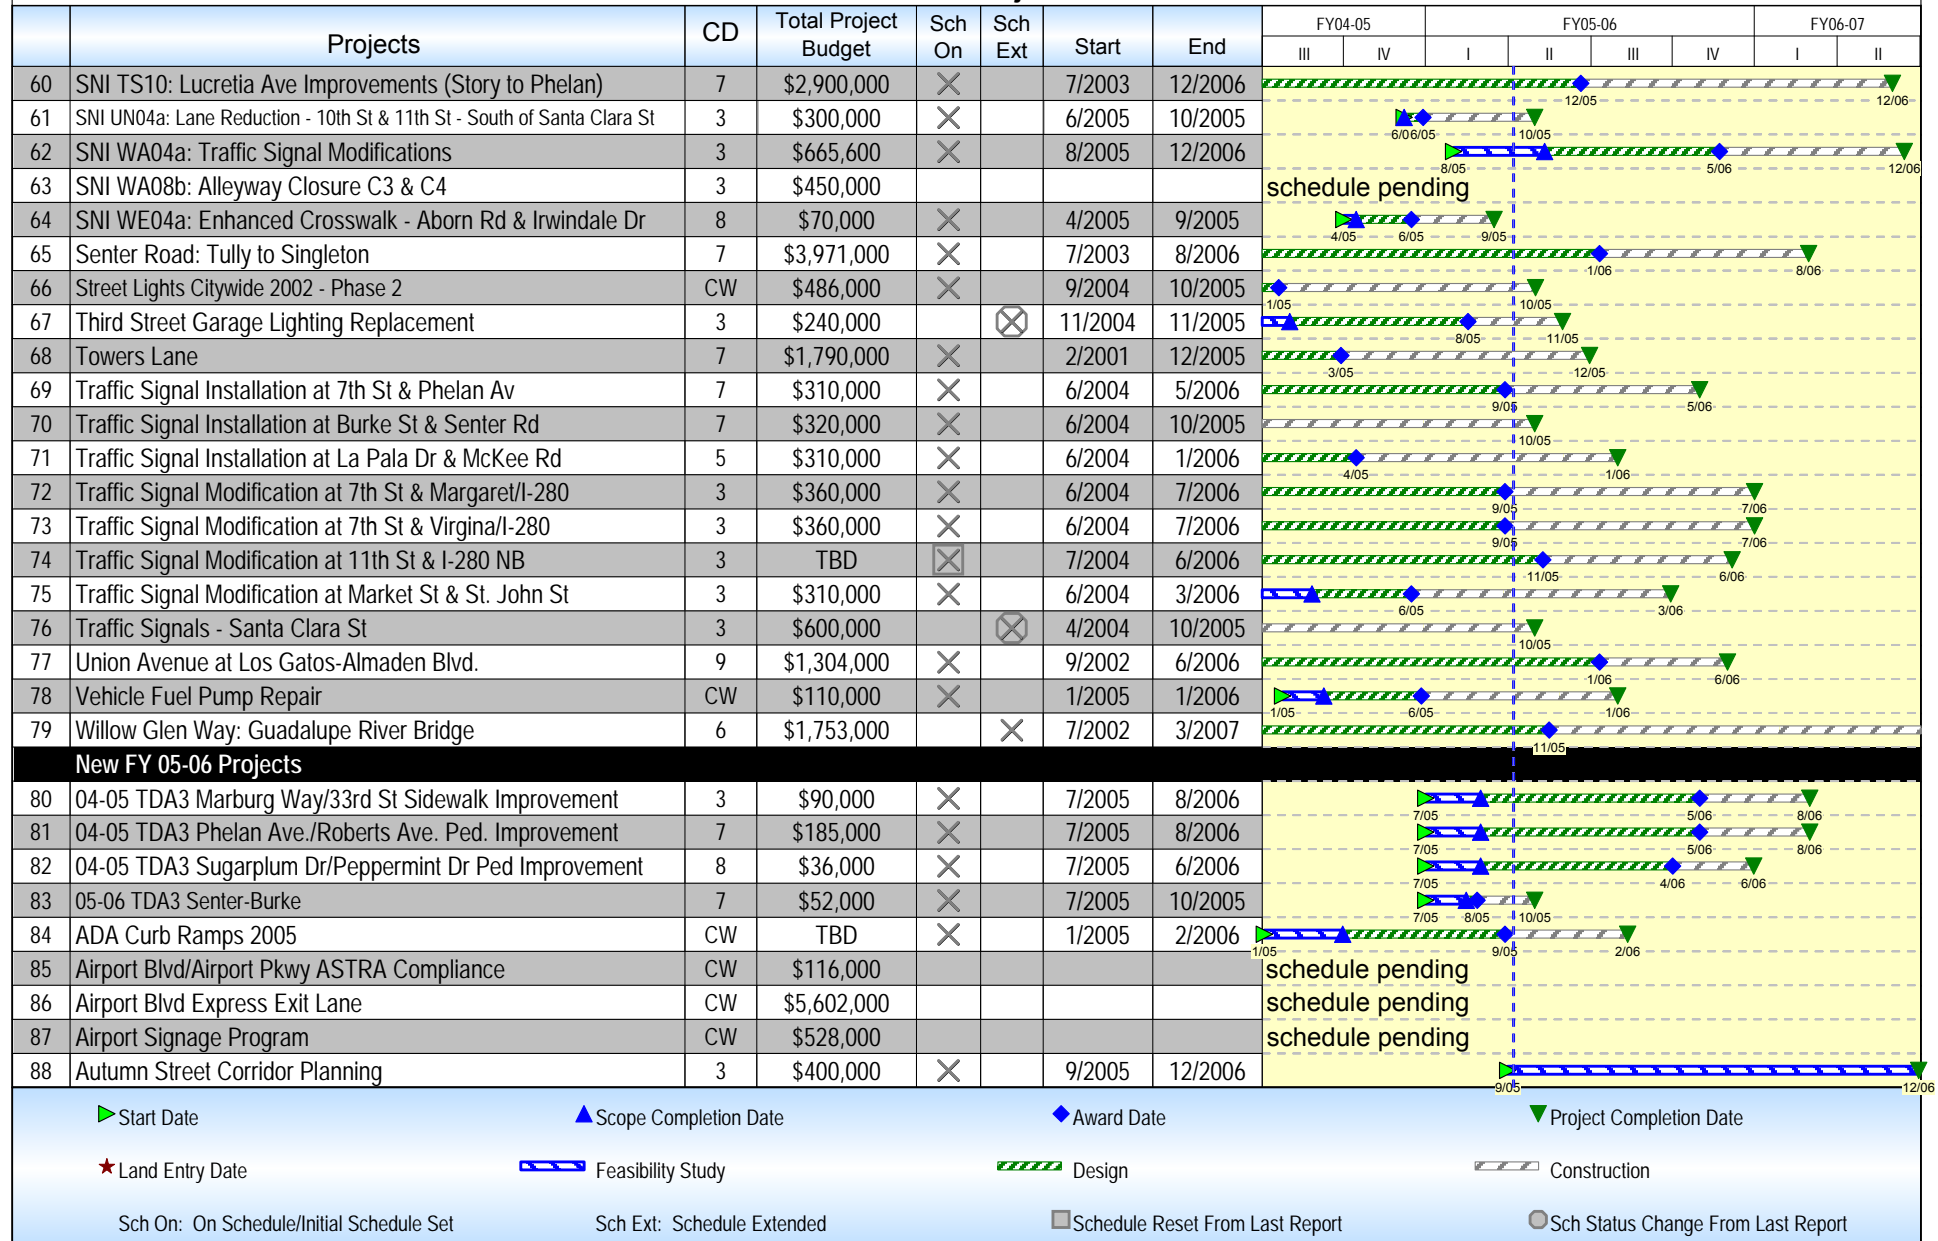 Projects CD Total Project Budget Sch On Sch Ext Start End FY04-05 FY05-06 FY06-07
III IV I II III IV I II
60 SNI TS10: Lucretia Ave Improvements (Story to Phelan) 7 $2,900,000 7/2003 12/2006 12/05 12/06
61 SNI UN04a: Lane Reduction - 10th St & 11th St - South of Santa Clara St 3 $300,000 6/2005 10/2005 6/06 6/05 10/05
62 SNI WA04a: Traffic Signal Modifications 3 $665,600 8/2005 12/2006 8/05 5/06 12/06
63 SNI WA08b: Alleyway Closure C3 & C4 3 $450,000 schedule pending
64 SNI WE04a: Enhanced Crosswalk - Aborn Rd & Irwindale Dr 8 $70,000 4/2005 9/2005 4/05 6/05 9/05
65 Senter Road: Tully to Singleton 7 $3,971,000 7/2003 8/2006 1/06 8/06
66 Street Lights Citywide 2002 - Phase 2 CW $486,000 9/2004 10/2005 1/05 10/05
67 Third Street Garage Lighting Replacement 3 $240,000 11/2004 11/2005 8/05 11/05
68 Towers Lane 7 $1,790,000 2/2001 12/2005 3/05 12/05
69 Traffic Signal Installation at 7th St & Phelan Av 7 $310,000 6/2004 5/2006 9/05 5/06
70 Traffic Signal Installation at Burke St & Senter Rd 7 $320,000 6/2004 10/2005 10/05
71 Traffic Signal Installation at La Pala Dr & McKee Rd 5 $310,000 6/2004 1/2006 4/05 1/06
72 Traffic Signal Modification at 7th St & Margaret/I-280 3 $360,000 6/2004 7/2006 9/05 7/06
73 Traffic Signal Modification at 7th St & Virgina/I-280 3 $360,000 6/2004 7/2006 9/05 7/06
74 Traffic Signal Modification at 11th St & I-280 NB 3 TBD 7/2004 6/2006 11/05 6/06
75 Traffic Signal Modification at Market St & St. John St 3 $310,000 6/2004 3/2006 6/05 3/06
76 Traffic Signals - Santa Clara St 3 $600,000 4/2004 10/2005 10/05
77 Union Avenue at Los Gatos-Almaden Blvd. 9 $1,304,000 9/2002 6/2006 1/06 6/06
78 Vehicle Fuel Pump Repair CW $110,000 1/2005 1/2006 1/05 6/05 1/06
79 Willow Glen Way: Guadalupe River Bridge 6 $1,753,000 7/2002 3/2007 11/05
New FY 05-06 Projects
80 04-05 TDA3 Marburg Way/33rd St Sidewalk Improvement 3 $90,000 7/2005 8/2006 7/05 5/06 8/06
81 04-05 TDA3 Phelan Ave./Roberts Ave. Ped. Improvement 7 $185,000 7/2005 8/2006 7/05 5/06 8/06
82 04-05 TDA3 Sugarplum Dr/Peppermint Dr Ped Improvement 8 $36,000 7/2005 6/2006 7/05 4/06 6/06
83 05-06 TDA3 Senter-Burke 7 $52,000 7/2005 10/2005 7/05 8/05 10/05
84 ADA Curb Ramps 2005 CW TBD 1/2005 2/2006 1/05 9/05 2/06
85 Airport Blvd/Airport Pkwy ASTRA Compliance CW $116,000 schedule pending
86 Airport Blvd Express Exit Lane CW $5,602,000 schedule pending
87 Airport Signage Program CW $528,000 schedule pending
88 Autumn Street Corridor Planning 3 $400,000 9/2005 12/2006 9/05 12/06
Start Date Scope Completion Date Award Date Project Completion Date
Land Entry Date Feasibility Study Design Construction
Sch On: On Schedule/Initial Schedule Set Sch Ext: Schedule Extended Schedule Reset From Last Report Sch Status Change From Last Report